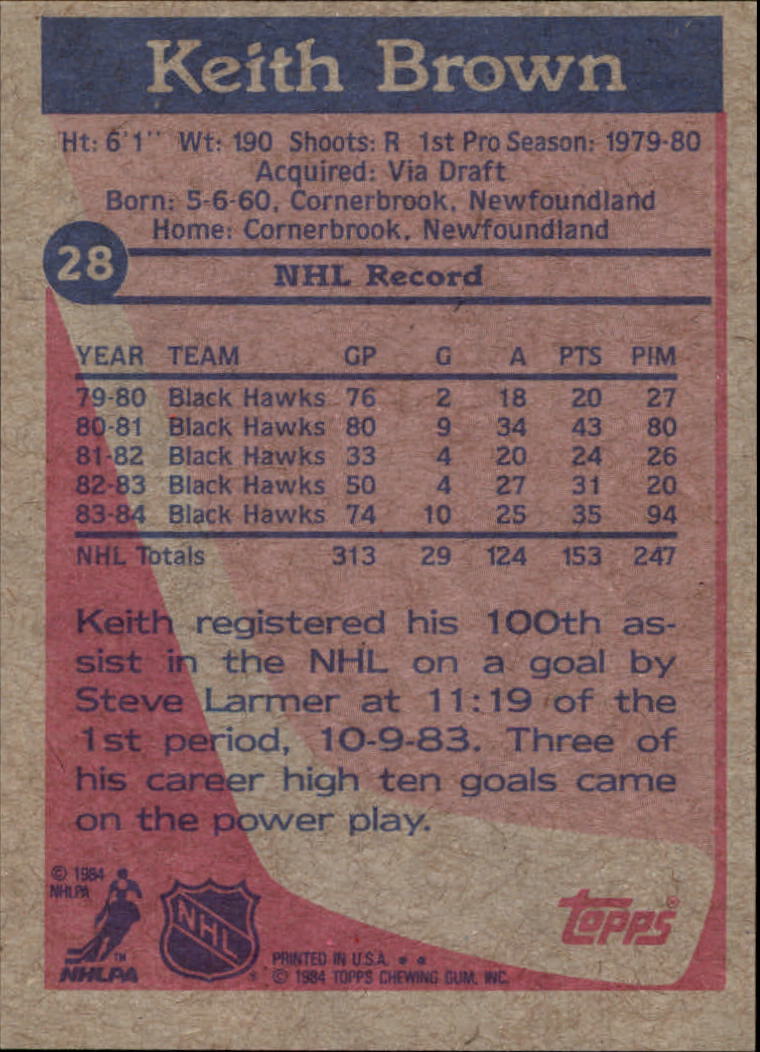 Keith Brown
Ht: 6'1'' Wt: 190 Shoots: R 1st Pro Season: 1979-80
Acquired: Via Draft
Born: 5-6-60, Cornerbrook, Newfoundland
Home: Cornerbrook, Newfoundland
28
NHL Record
YEAR TEAM GP G A PTS PIM
79-80 Black Hawks 76 2 18 20 27
80-81 Black Hawks 80 9 34 43 80
81-82 Black Hawks 33 4 20 24 26
82-83 Black Hawks 50 4 27 31 20
83-84 Black Hawks 74 10 25 35 94
NHL Totals 313 29 124 153 247
Keith registered his 100th as-
sist in the NHL on a goal by
Steve Larmer at 11:19 of the
1st period, 10-9-83. Three of
his career high ten goals came
on the power play.
© 1984
NHLPA
TM
NHLPA
NHL
®
PRINTED IN U.S.A. * *
© 1984 TOPPS CHEWING GUM, INC.
topps®